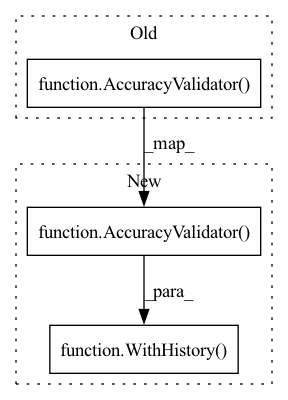 Old
function.AccuracyValidator()
_map_
New
function.AccuracyValidator()
_para_
function.WithHistory()